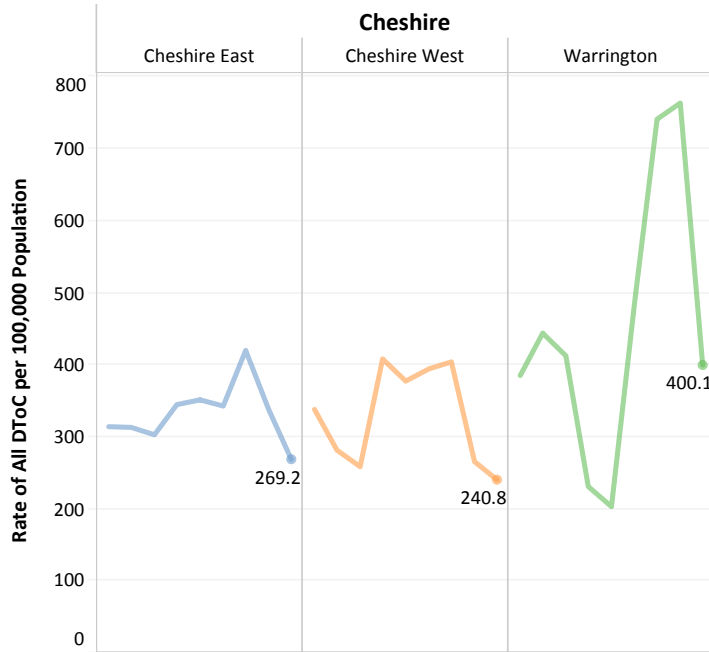 Cheshire
Cheshire East
Cheshire West
Warrington
Rate of All DToC per 100,000 Population
800
700
600
500
400
300
200
100
0
269.2
240.8
400.1